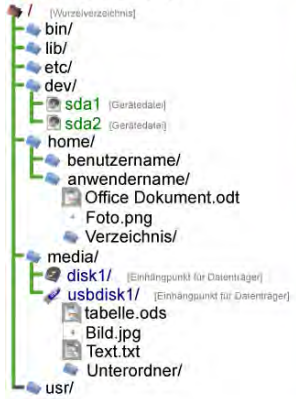 / [Wurzelverzeichnis]
bin/
lib/
etc/
dev/
sda1 [Gerätedatei]
sda2 [Gerätedatei]
home/
benutzername/
anwendername/
Office Dokument.odt
Foto.png
Verzeichnis/
media/
disk1/ [Einhängpunkt für Datenträger]
usbdisk1/ [Einhängpunkt für Datenträger]
tabelle.ods
Bild.jpg
Text.txt
Unterordner/
usr/